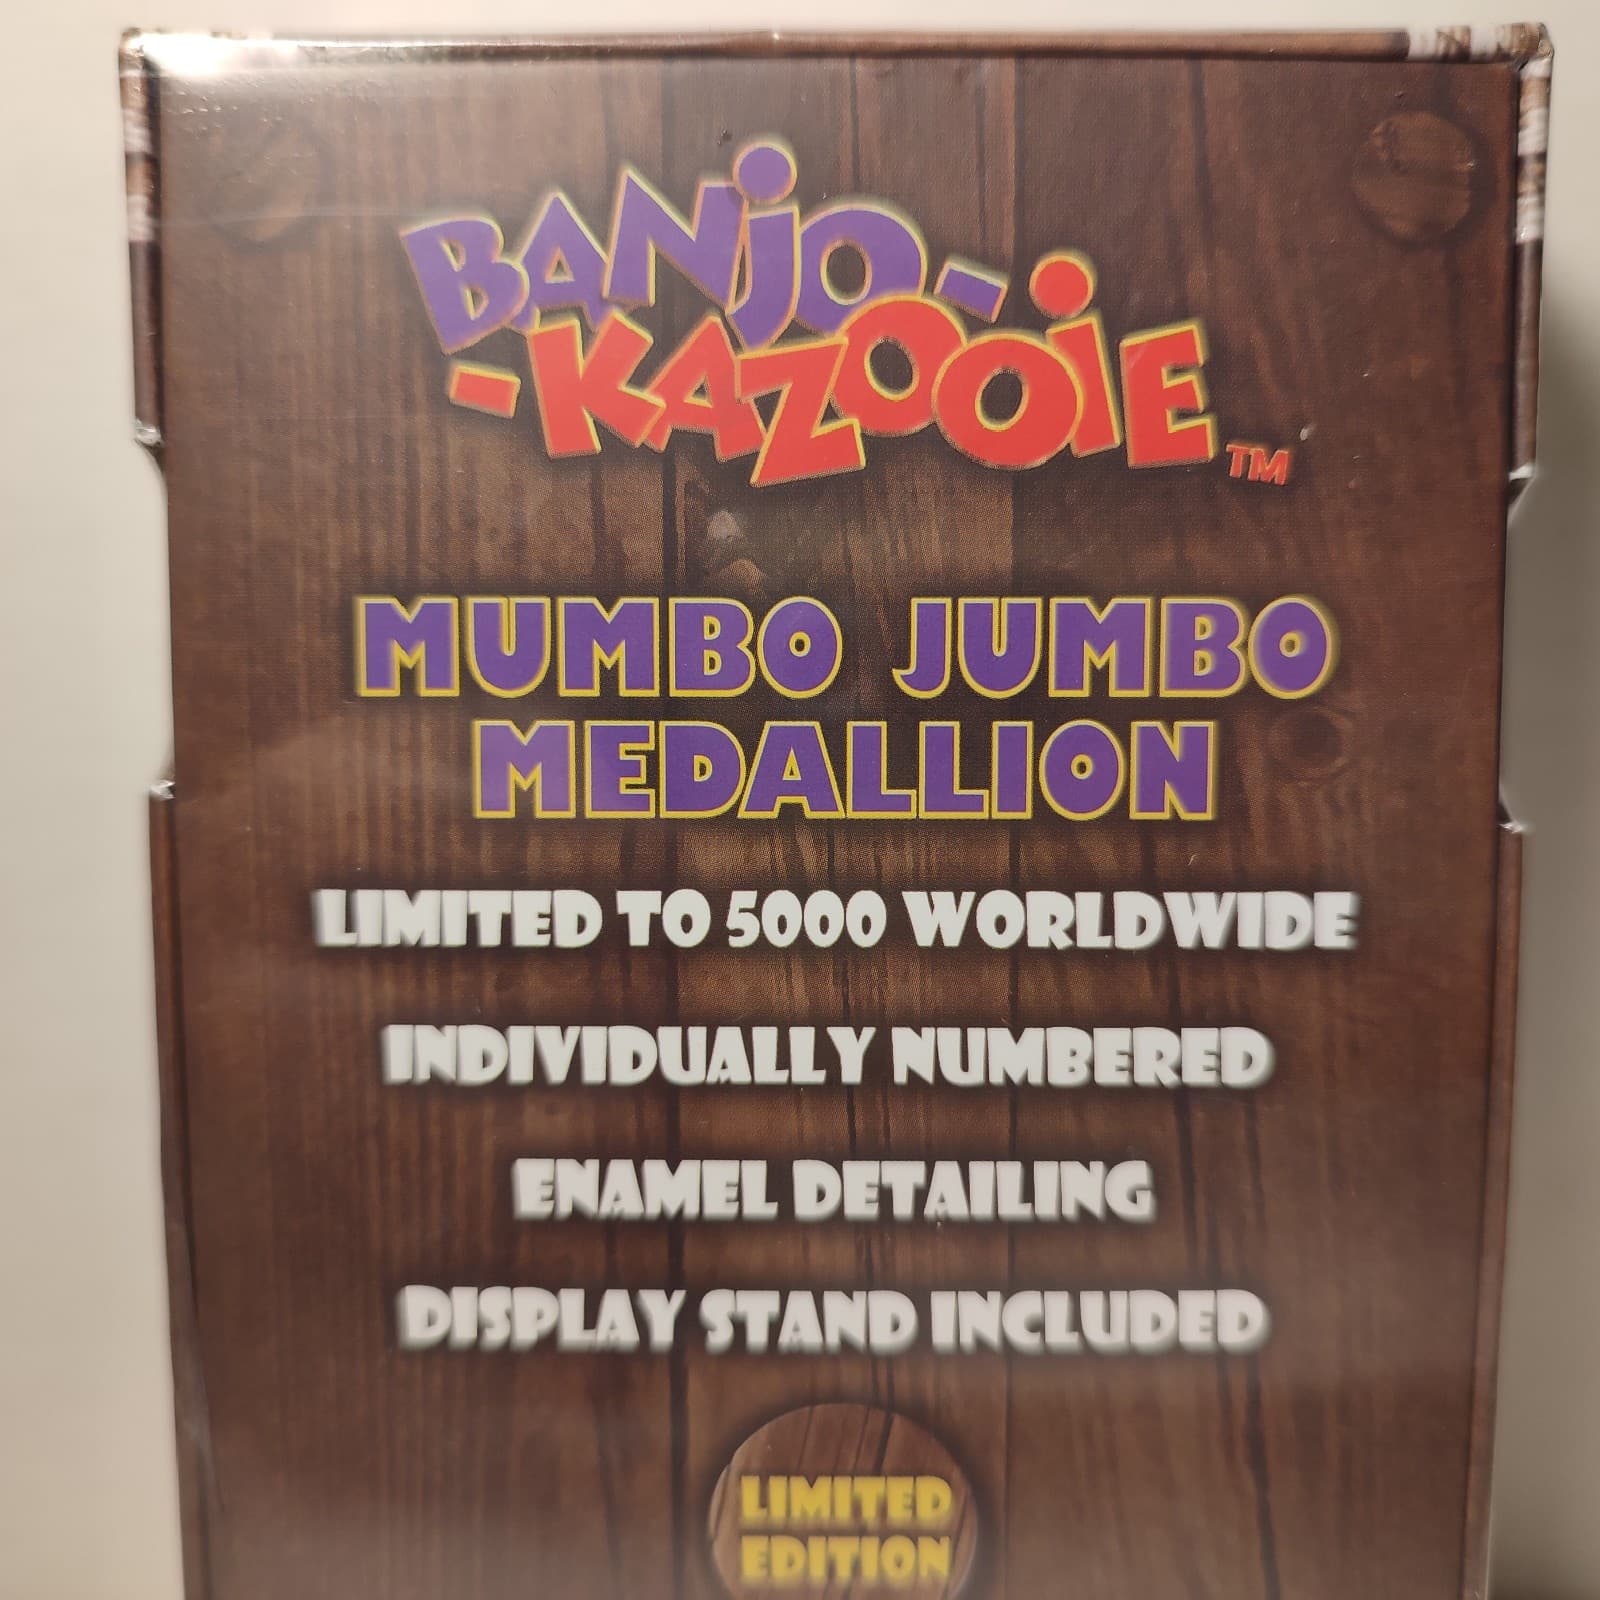 BANJO-
-KAZOOIE™
MUMBO JUMBO
MEDALLION
LIMITED TO 5000 WORLDWIDE
INDIVIDUALLY NUMBERED
ENAMEL DETAILING
DISPLAY STAND INCLUDED
LIMITED
EDITION